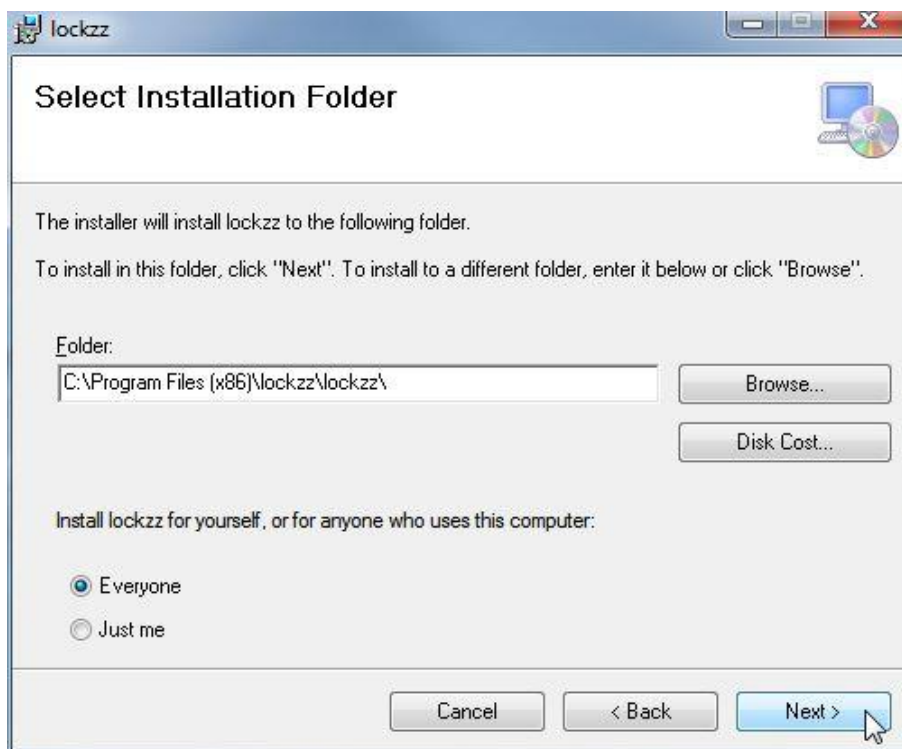 lockzz
Select Installation Folder
The installer will install lockzz to the following folder.
To install in this folder, click "Next". To install to a different folder, enter it below or click "Browse".
Folder:
C:\Program Files (x86)\lockzz\lockzz\
Browse...
Disk Cost...
Install lockzz for yourself, or for anyone who uses this computer:
Everyone
Just me
Cancel < Back Next >